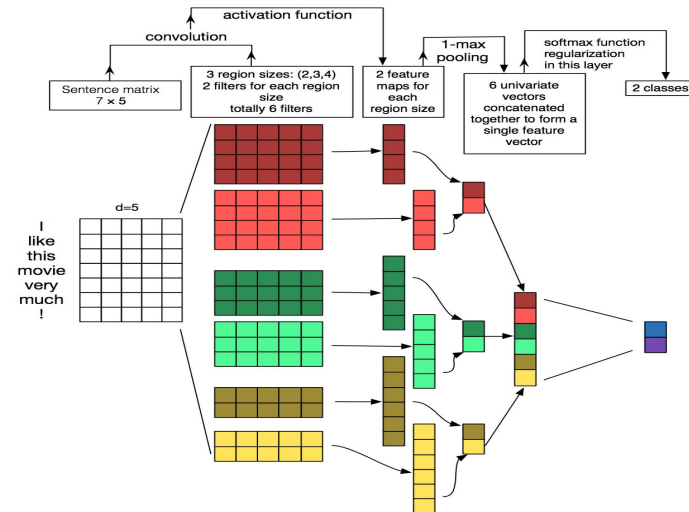 activation function
convolution
Sentence matrix
7 × 5
3 region sizes: (2,3,4)
2 filters for each region
size
totally 6 filters
2 feature
maps for
each
region size
1-max
pooling
6 univariate
vectors
concatenated
together to form a
single feature
vector
softmax function
regularization
in this layer
2 classes
d=5
I
like
this
movie
very
much
!